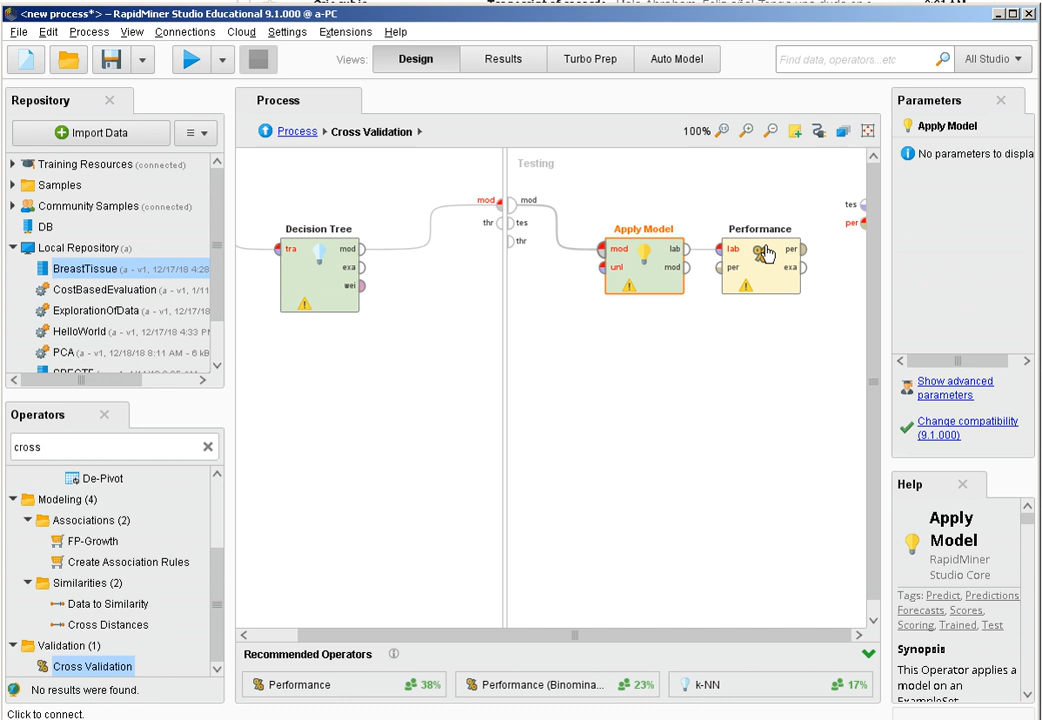 <new process*> – RapidMiner Studio Educational 9.1.000 @ a-PC
File Edit Process View Connections Cloud Settings Extensions Help
Views: Design Results Turbo Prep Auto Model Find data, operators...etc All Studio
Repository
Import Data
Training Resources (connected)
Samples
Community Samples (connected)
DB
Local Repository (a)
BreastTissue (a - v1, 12/17/18 4:28
CostBasedEvaluation (a - v1, 1/11
ExplorationOfData (a - v1, 12/17/18
HelloWorld (a - v1, 12/17/18 4:33 P
PCA (a - v1, 12/18/18 8:11 AM - 6 kB
Operators
cross
De-Pivot
Modeling (4)
Associations (2)
FP-Growth
Create Association Rules
Similarities (2)
Data to Similarity
Cross Distances
Validation (1)
Cross Validation
No results were found.
Click to connect.
Process
Process Cross Validation
100%
Testing
mod mod
thr tes
thr
tes
per
Decision Tree
tra mod
exa
wei
Apply Model
mod lab
unl mod
Performance
lab per
per exa
Recommended Operators
Performance 38%
Performance (Binomina... 23%
k-NN 17%
Parameters
Apply Model
No parameters to displa
Show advanced
parameters
Change compatibility
(9.1.000)
Help
Apply
Model
RapidMiner
Studio Core
Tags: Predict, Predictions
Forecasts, Scores,
Scoring, Trained, Test
Synopsis
This Operator applies a
model on an
ExampleSet